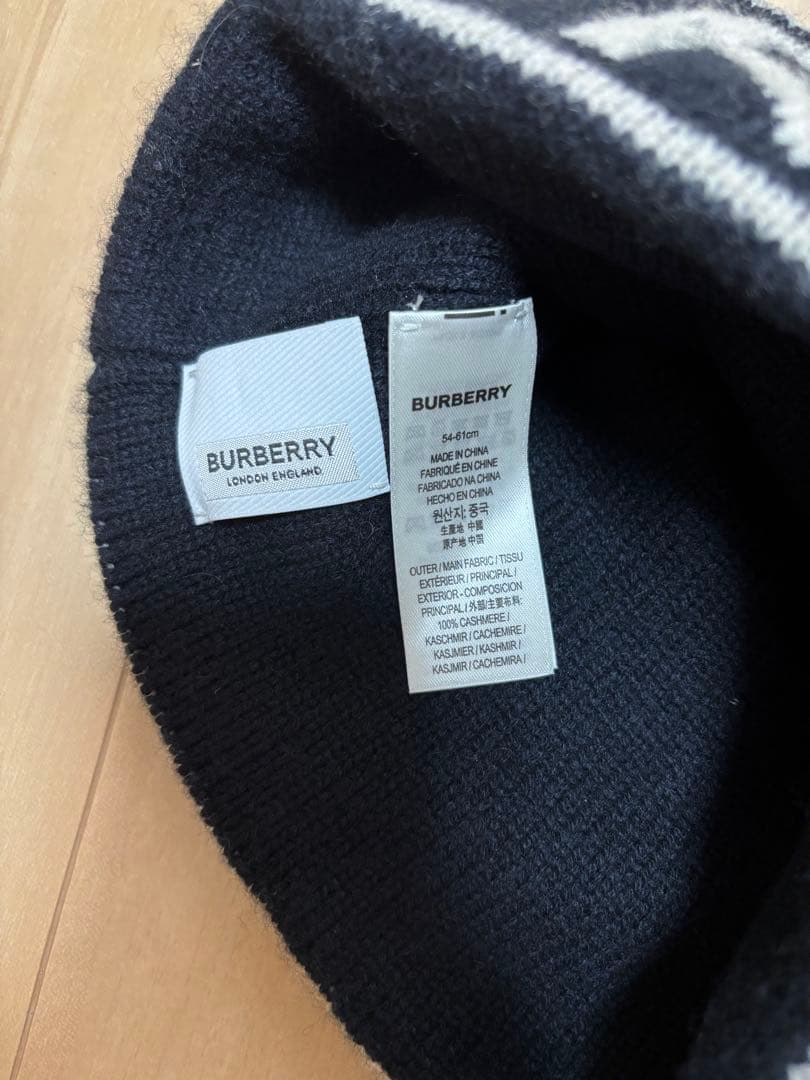 BURBERRY
LONDON ENGLAND
BURBERRY
54-61cm
MADE IN CHINA
FABRIQUÉ EN CHINE
FABRICADO NA CHINA
HECHO EN CHINA
원산지: 중국
生產地 中國
原产地 中国
OUTER / MAIN FABRIC / TISSU
EXTÉRIEUR / PRINCIPAL /
EXTERIOR - COMPOSICION
PRINCIPAL / 外部/主要布料:
100% CASHMERE /
KASCHMIR / CACHEMIRE /
KASJMIER / KASHMIR /
KASJMIR / CACHEMIRA /